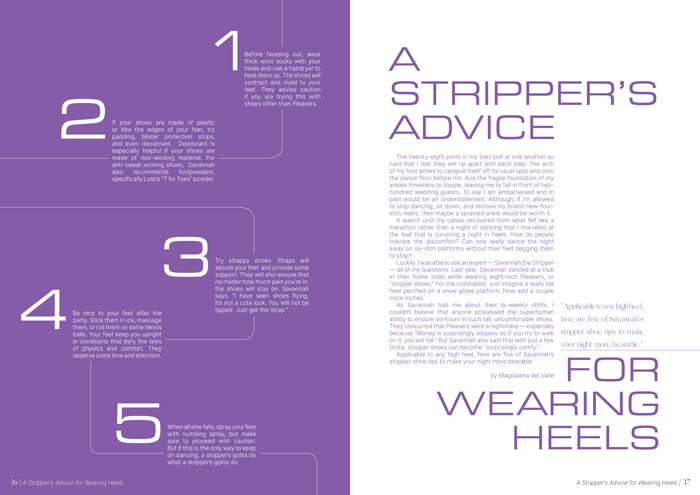 1
Before heading out, wear
thick wool socks with your
heels and use a hairdryer to
heat them up. The shoes will
contract and mold to your
feet. They advise caution
if you are trying this with
shoes other than Pleasers.
2
If your shoes are made of plastic
or bite the edges of your feet, try
padding, blister protection strips,
and even deodorant. Deodorant is
especially helpful if your shoes are
made of non-wicking material. For
anti-sweat wicking shoes, Savannah
also recommends footpowders,
specifically Lush's "T for Toes" powder.
3
Try strappy shoes. Straps will
secure your feet and provide some
support. They will also ensure that
no matter how much pain you're in,
the shoes will stay on. Savannah
says, "I have seen shoes flying.
It's not a cute look. You will not be
tipped. Just get the strap."
4
Be nice to your feet after the
party. Stick them in ice, massage
them, or roll them on some tennis
balls. Your feet keep you upright
in conditions that defy the laws
of physics and comfort. They
deserve some love and attention.
5
When all else fails, spray your feet
with numbing spray, but make
sure to proceed with caution.
But if this is the only way to keep
on dancing, a stripper's gotta do
what a stripper's gotta do.
36 | A Stripper's Advice for Wearing Heels
A
STRIPPER'S
ADVICE
The twenty-eight joints in my toes pull at one another so
hard that I fear they will rip apart with each step. The arch
of my foot aches to catapult itself off its usual spot and onto
the dance floor before me. And the fragile foundation of my
ankles threatens to topple, leaving me to fall in front of two-
hundred wedding guests. To say I am embarrassed and in
pain would be an understatement. Although, if I'm allowed
to stop dancing, sit down, and remove my brand-new-four-
inch-heels, then maybe a sprained ankle would be worth it.
It wasn't until my calves recovered from what felt like a
marathon rather than a night of dancing that I marveled at
the feat that is surviving a night in heels. How do people
tolerate the discomfort? Can one really dance the night
away on six-inch platforms without their feet begging them
to stop?
Luckily, I was able to ask an expert — Savannah the Stripper
— all of my questions. Last year, Savannah danced at a club
in their home state while wearing eight-inch Pleasers, or
"stripper shoes." For the uninitiated, just imagine a really tall
heel perched on a snow globe platform. Now add a couple
more inches.
As Savannah told me about their bi-weekly shifts, I
couldn't believe that anyone possessed the superhuman
ability to endure six hours in such tall, uncomfortable shoes.
They concurred that Pleasers were a nightmare — especially
because "Money is surprisingly slippery so if you try to walk
on it, you will fall." But Savannah also said that with just a few
tricks, stripper shoes can become "surprisingly comfy."
Applicable to any high heel, here are five of Savannah's
stripper-shoe tips to make your night more bearable.
by Magdalena del Valle
"Applicable to any high heel,
here are five of Savannah's
stripper-shoe tips to make
your night more bearable."
FOR
WEARING
HEELS
A Stripper's Advice for Wearing Heels | 37